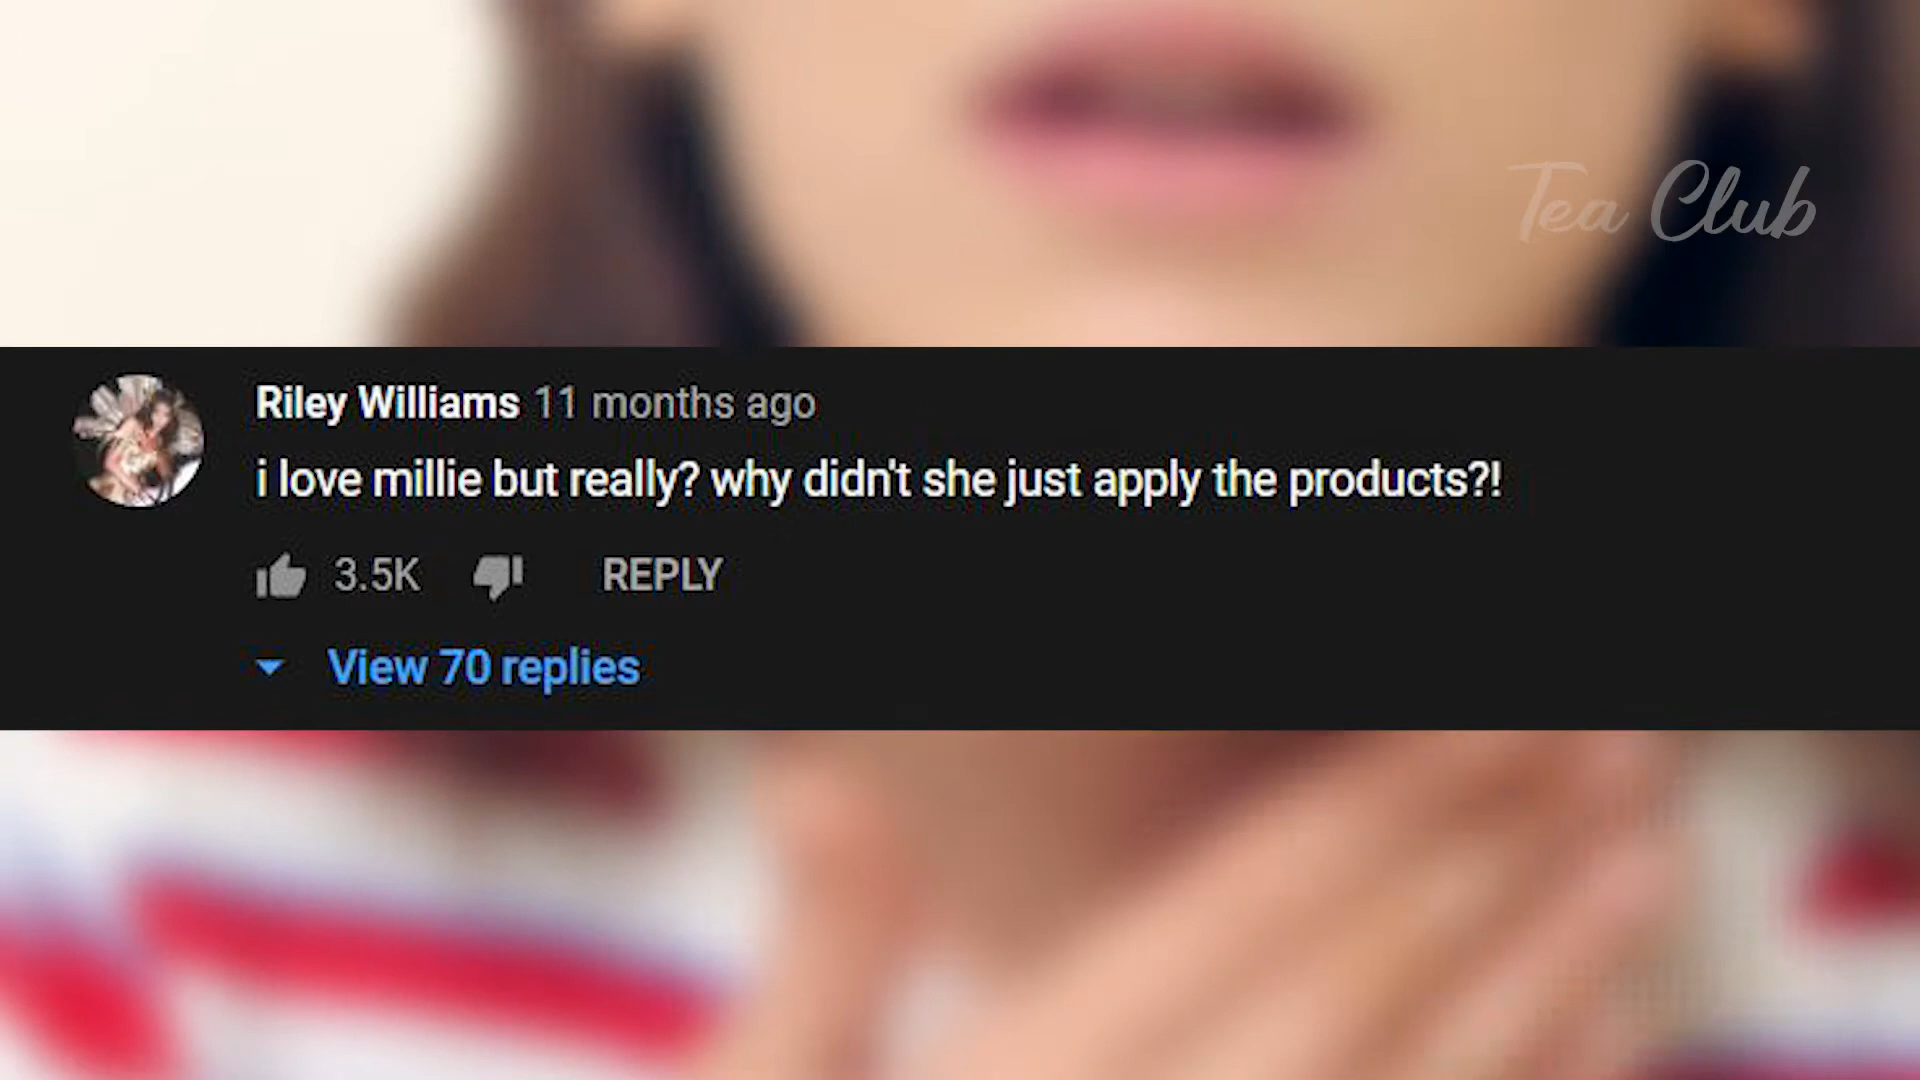 Tea Club
Riley Williams 11 months ago
i love millie but really? why didn't she just apply the products?!
3.5K REPLY
View 70 replies